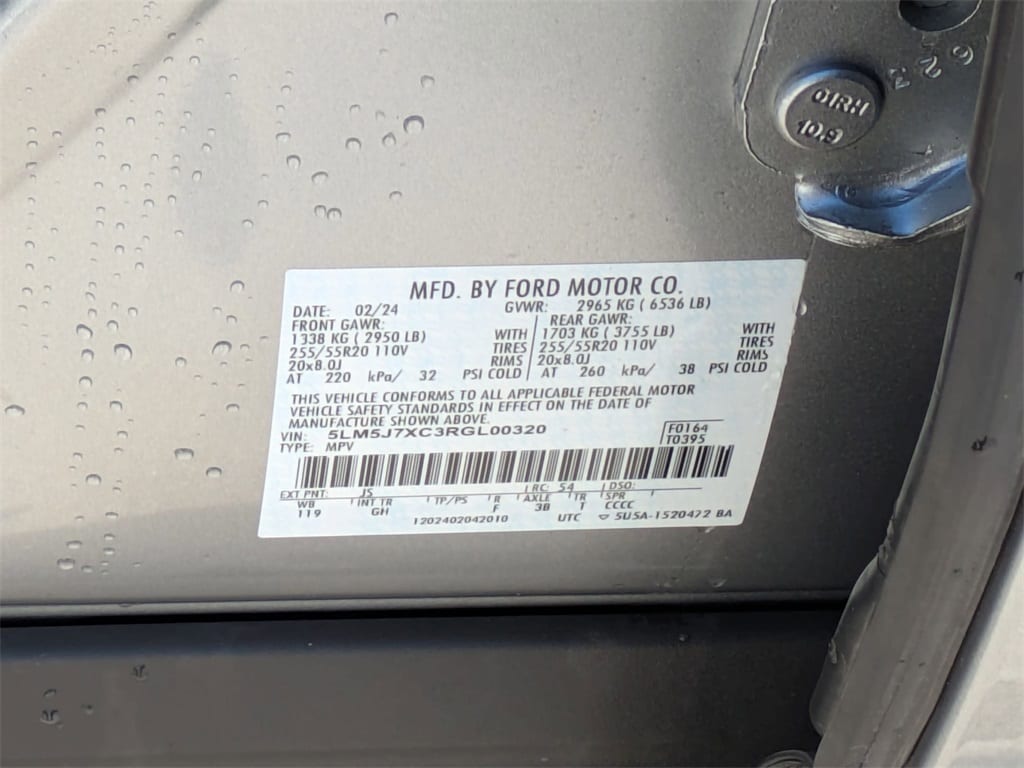 01RH
10.9
MFD. BY FORD MOTOR CO.
DATE: 02/24 GVWR: 2965 KG ( 6536 LB)
FRONT GAWR: REAR GAWR:
1338 KG ( 2950 LB) WITH 1703 KG ( 3755 LB) WITH
255/55R20 110V TIRES 255/55R20 110V TIRES
20x8.0J RIMS 20x8.0J RIMS
AT 220 kPa/ 32 PSI COLD AT 260 kPa/ 38 PSI COLD
THIS VEHICLE CONFORMS TO ALL APPLICABLE FEDERAL MOTOR
VEHICLE SAFETY STANDARDS IN EFFECT ON THE DATE OF
MANUFACTURE SHOWN ABOVE.
VIN: 5LM5J7XC3RGL00320 F0164
TYPE: MPV T0395
EXT PNT: JS RC: 54 DSO:
WB INT TR TP/PS R AXLE TR SPR
119 GH F 3B 1 CCCC
1202402042010 UTC ▽ 5U5A-1520472 BA